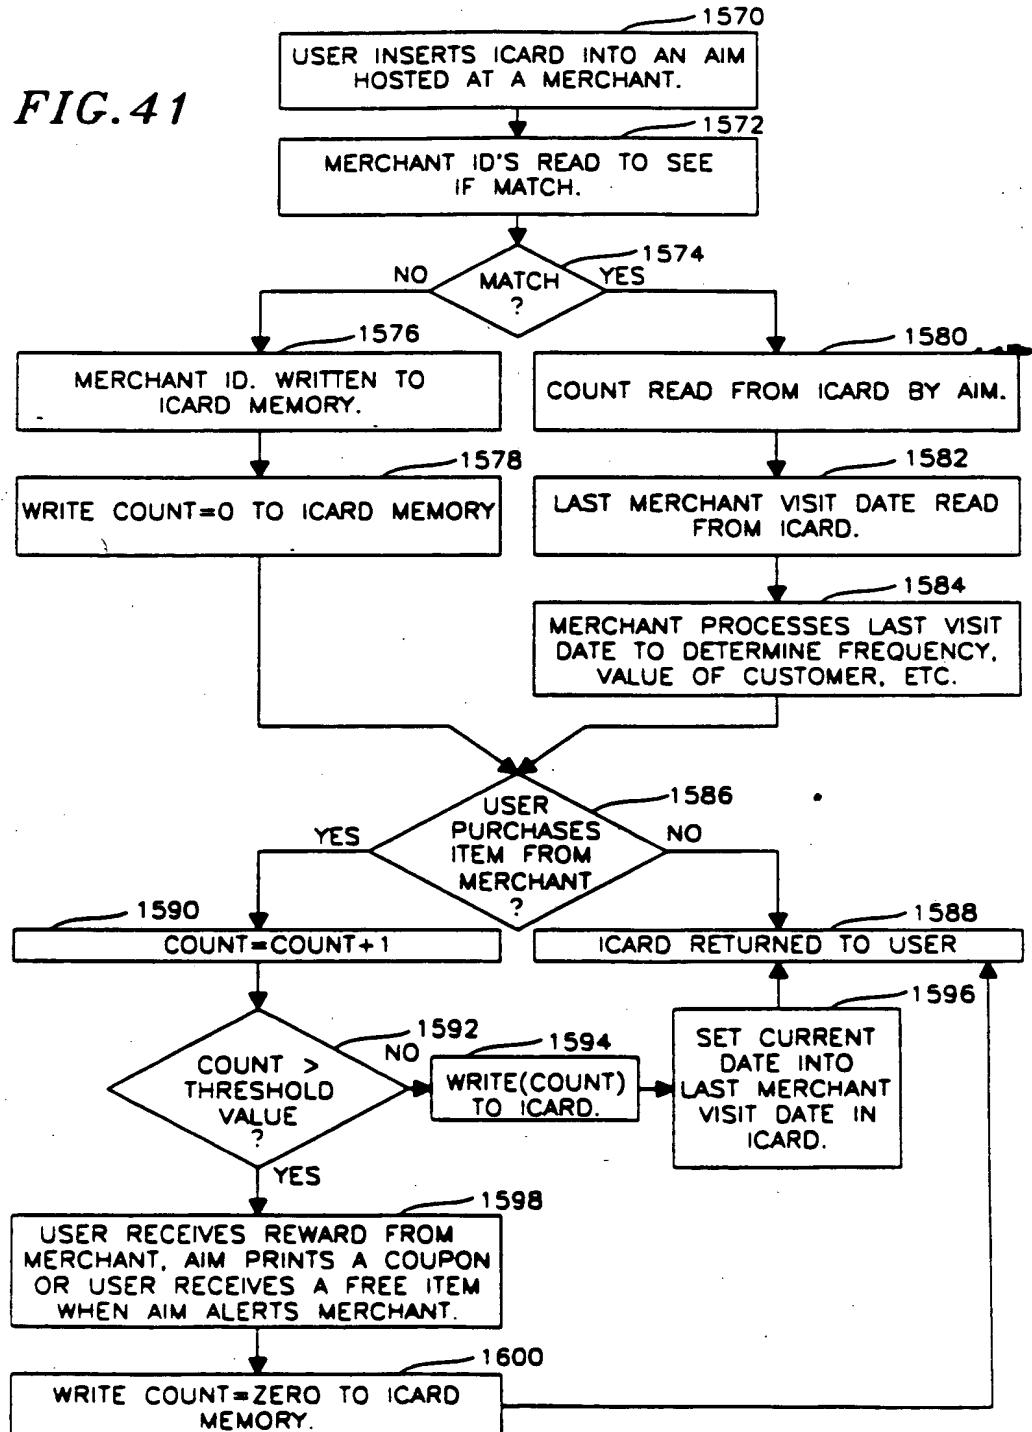 1570
USER INSERTS ICARD INTO AN AIM
HOSTED AT A MERCHANT.
FIG.41
1572
MERCHANT ID'S READ TO SEE
IF MATCH.
1574
NO
MATCH
?
YES
1576
MERCHANT ID. WRITTEN TO
ICARD MEMORY.
1580
COUNT READ FROM ICARD BY AIM.
1578
WRITE COUNT=0 TO ICARD MEMORY
1582
LAST MERCHANT VISIT DATE READ
FROM ICARD.
1584
MERCHANT PROCESSES LAST VISIT
DATE TO DETERMINE FREQUENCY,
VALUE OF CUSTOMER, ETC.
1586
YES
USER
PURCHASES
ITEM FROM
MERCHANT
?
NO
1590
COUNT=COUNT+1
1588
ICARD RETURNED TO USER
1592
COUNT >
THRESHOLD
VALUE
?
NO
1594
WRITE(COUNT)
TO ICARD.
1596
SET CURRENT
DATE INTO
LAST MERCHANT
VISIT DATE IN
ICARD.
YES
1598
USER RECEIVES REWARD FROM
MERCHANT, AIM PRINTS A COUPON
OR USER RECEIVES A FREE ITEM
WHEN AIM ALERTS MERCHANT.
1600
WRITE COUNT=ZERO TO ICARD
MEMORY.